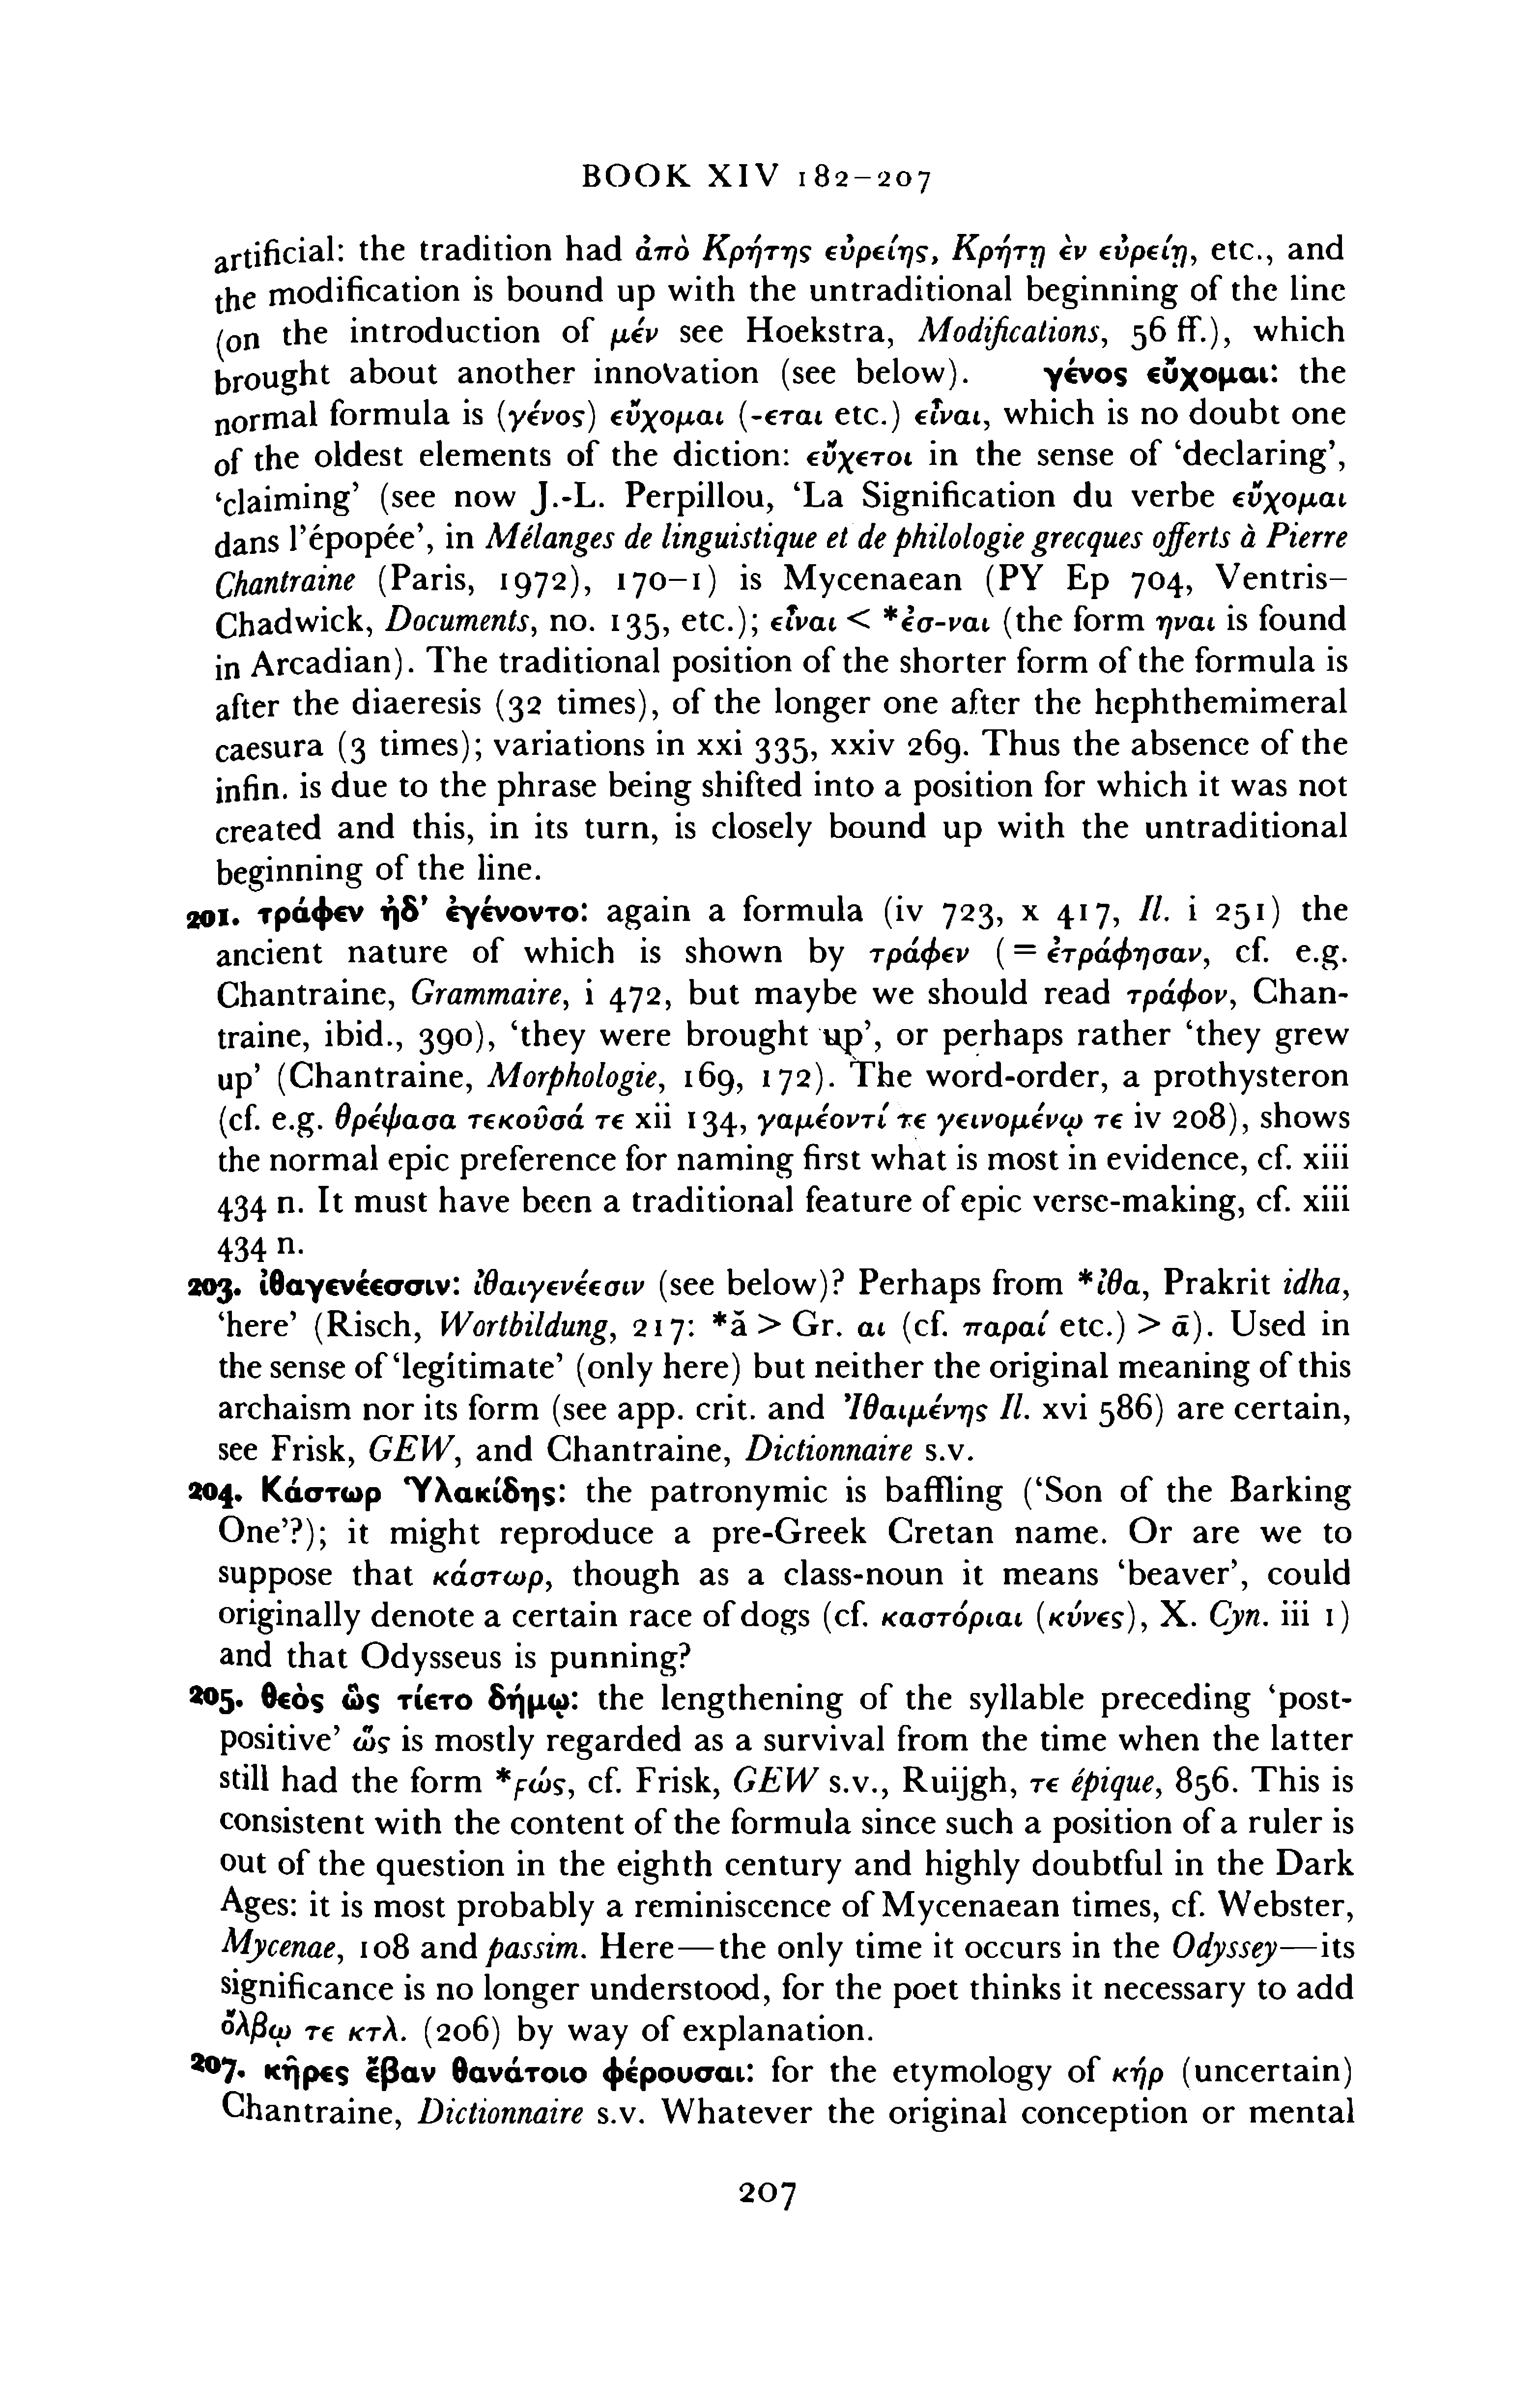 BOOK XIV 182–207
artificial: the tradition had ἀπὸ Κρήτης εὐρείης, Κρήτῃ ἐν εὐρείῃ, etc., and
the modification is bound up with the untraditional beginning of the line
(on the introduction of μέν see Hoekstra, Modifications, 56 ff.), which
brought about another innovation (see below). γένος εὔχομαι: the
normal formula is (γένος) εὔχομαι (-εται etc.) εἶναι, which is no doubt one
of the oldest elements of the diction: εὔχετοι in the sense of ‘declaring’,
‘claiming’ (see now J.-L. Perpillou, ‘La Signification du verbe εὔχομαι
dans l’épopée’, in Mélanges de linguistique et de philologie grecques offerts à Pierre
Chantraine (Paris, 1972), 170–1) is Mycenaean (PY Ep 704, Ventris–
Chadwick, Documents, no. 135, etc.); εἶναι < *ἐσ-ναι (the form ηναι is found
in Arcadian). The traditional position of the shorter form of the formula is
after the diaeresis (32 times), of the longer one after the hephthemimeral
caesura (3 times); variations in xxi 335, xxiv 269. Thus the absence of the
infin. is due to the phrase being shifted into a position for which it was not
created and this, in its turn, is closely bound up with the untraditional
beginning of the line.
201. τράφεν ἠδ’ ἐγένοντο: again a formula (iv 723, x 417, Il. i 251) the
ancient nature of which is shown by τράφεν (= ἐτράφησαν, cf. e.g.
Chantraine, Grammaire, i 472, but maybe we should read τράφον, Chan-
traine, ibid., 390), ‘they were brought up’, or perhaps rather ‘they grew
up’ (Chantraine, Morphologie, 169, 172). The word-order, a prothysteron
(cf. e.g. θρέψασα τεκοῦσά τε xii 134, γαμέοντί τε γεινομένῳ τε iv 208), shows
the normal epic preference for naming first what is most in evidence, cf. xiii
434 n. It must have been a traditional feature of epic verse-making, cf. xiii
434 n.
203. ἰθαγενέεσσιν: ἰθαιγενέεσιν (see below)? Perhaps from *ἰθα, Prakrit idha,
‘here’ (Risch, Wortbildung, 217: *ă > Gr. αι (cf. παραί etc.) > ᾱ). Used in
the sense of ‘legitimate’ (only here) but neither the original meaning of this
archaism nor its form (see app. crit. and Ἰθαιμένης Il. xvi 586) are certain,
see Frisk, GEW, and Chantraine, Dictionnaire s.v.
204. Κάστωρ Ὑλακίδης: the patronymic is baffling (‘Son of the Barking
One’?); it might reproduce a pre-Greek Cretan name. Or are we to
suppose that κάστωρ, though as a class-noun it means ‘beaver’, could
originally denote a certain race of dogs (cf. καστόριαι (κύνες), X. Cyn. iii 1)
and that Odysseus is punning?
205. θεὸς ὣς τίετο δήμῳ: the lengthening of the syllable preceding ‘post-
positive’ ὥς is mostly regarded as a survival from the time when the latter
still had the form *ϝώς, cf. Frisk, GEW s.v., Ruijgh, τε épique, 856. This is
consistent with the content of the formula since such a position of a ruler is
out of the question in the eighth century and highly doubtful in the Dark
Ages: it is most probably a reminiscence of Mycenaean times, cf. Webster,
Mycenae, 108 and passim. Here—the only time it occurs in the Odyssey—its
significance is no longer understood, for the poet thinks it necessary to add
ὄλβῳ τε κτλ. (206) by way of explanation.
207. κῆρες ἔβαν θανάτοιο φέρουσαι: for the etymology of κήρ (uncertain)
Chantraine, Dictionnaire s.v. Whatever the original conception or mental
207